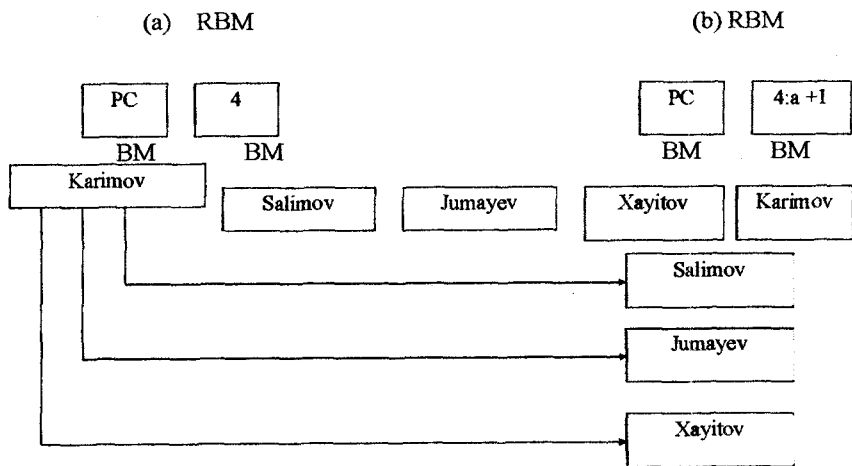 (a) RBM (b) RBM
PC 4 PC 4:a +1
BM BM BM BM
Karimov
Salimov Jumayev Xayitov Karimov
Salimov
Jumayev
Xayitov